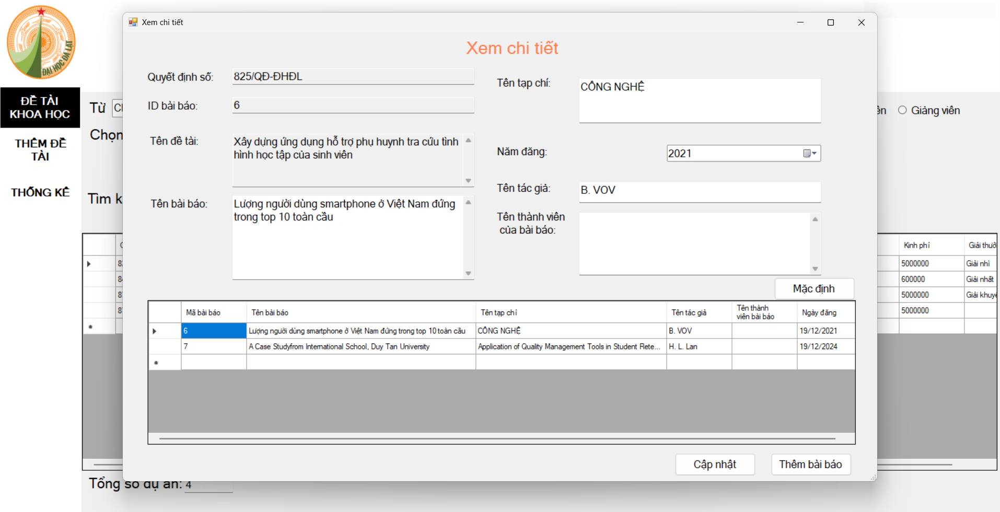 Xem chi tiết
Xem chi tiết
Quyết định số:
825/QĐ-ĐHĐL
ID bài báo:
6
Tên đề tài:
Xây dựng ứng dụng hỗ trợ phụ huynh tra cứu tình
hình học tập của sinh viên
Tên bài báo:
Lượng người dùng smartphone ở Việt Nam đứng
trong top 10 toàn cầu
Tên tạp chí:
CÔNG NGHỆ
Năm đăng:
2021
Tên tác giả:
B. VOV
Tên thành viên
của bài báo:
Mặc định
Mã bài báo Tên bài báo Tên tạp chí Tên tác giả Tên thành viên bài báo Ngày đăng
6 Lượng người dùng smartphone ở Việt Nam đứng trong top 10 toàn cầu CÔNG NGHỆ B. VOV 19/12/2021
7 A Case Studyfrom International School, Duy Tan University Application of Quality Management Tools in Student Rete... H. L. Lan 19/12/2024
Cập nhật
Thêm bài báo
ĐẠI HỌC ĐÀ LẠT
ĐỀ TÀI
KHOA HỌC
THÊM ĐỀ
TÀI
THỐNG KÊ
Từ
Chọn
Tìm k
Giảng viên
Kinh phí Giải thưở
5000000 Giải nhì
600000 Giải nhất
5000000 Giải khuyế
5000000
Tổng số dự án: 4